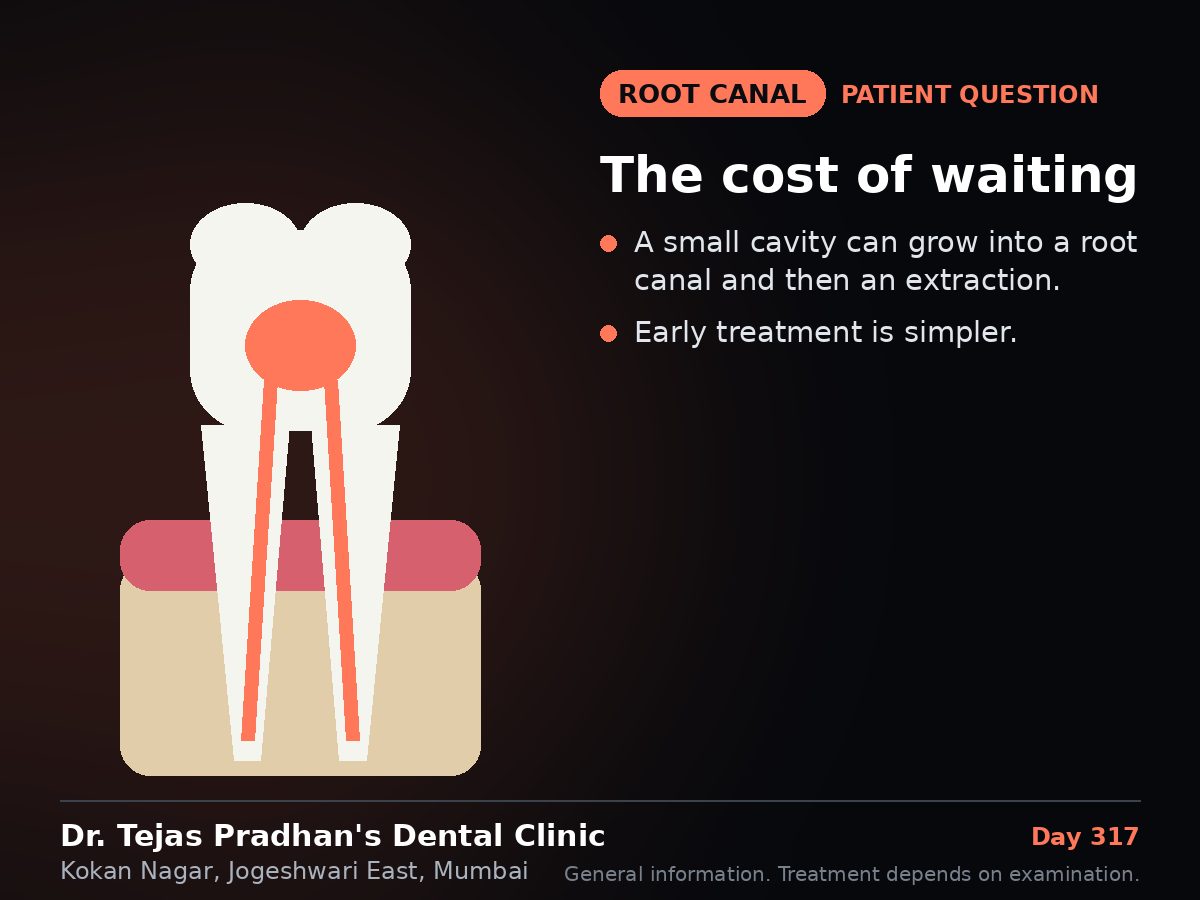 ROOT CANAL PATIENT QUESTION
The cost of waiting
A small cavity can grow into a root
canal and then an extraction.
Early treatment is simpler.
Dr. Tejas Pradhan's Dental Clinic
Day 317
Kokan Nagar, Jogeshwari East, Mumbai
General information. Treatment depends on examination.